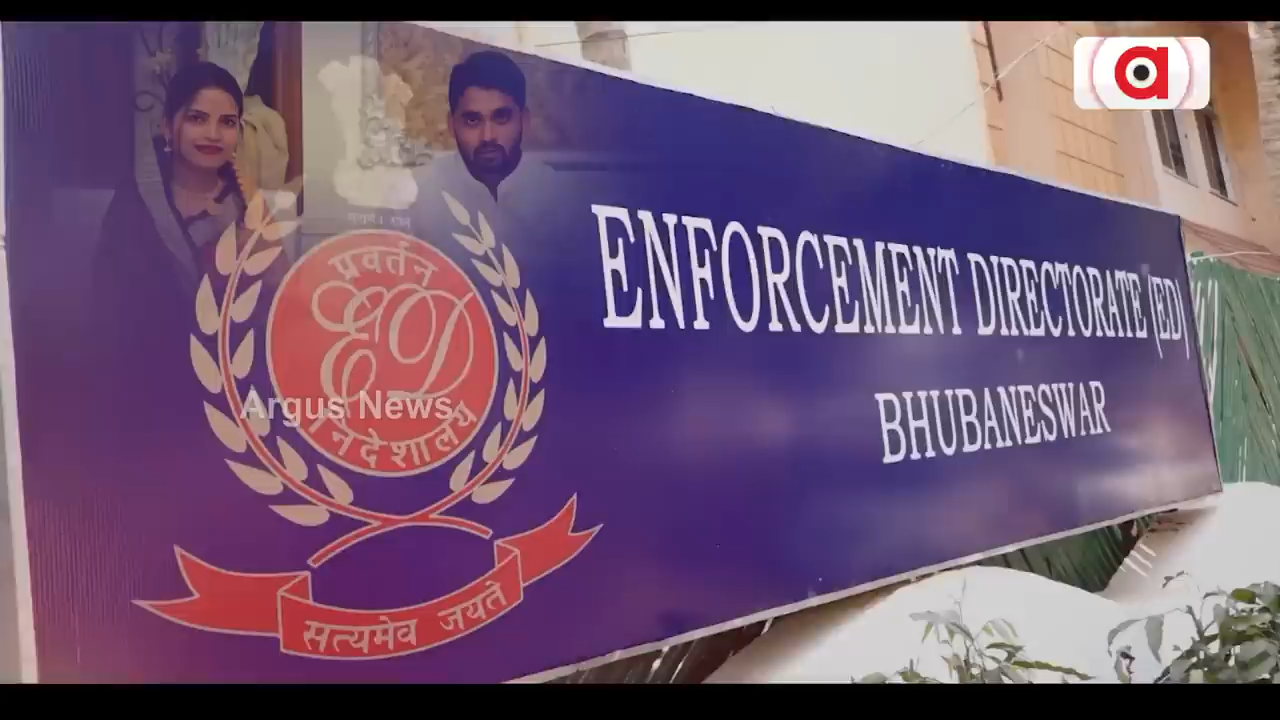 प्रवर्तन
ED
निदेशालय
सत्यमेव जयते
ENFORCEMENT DIRECTORATE (ED)
BHUBANESWAR
Argus News
a